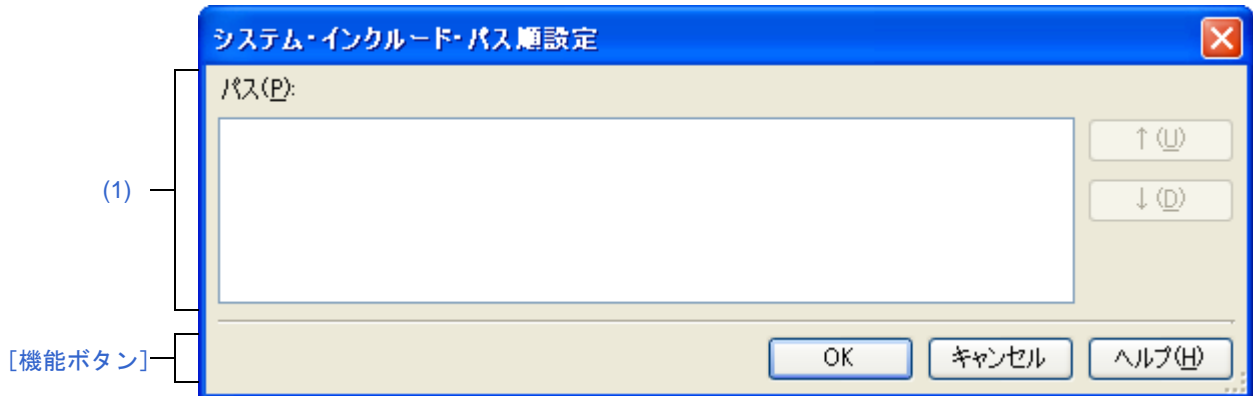 システム・インクルード・パス順設定
パス(P):
↑(U)
(1)
↓(D)
[機能ボタン]
OK
キャンセル
ヘルプ(H)